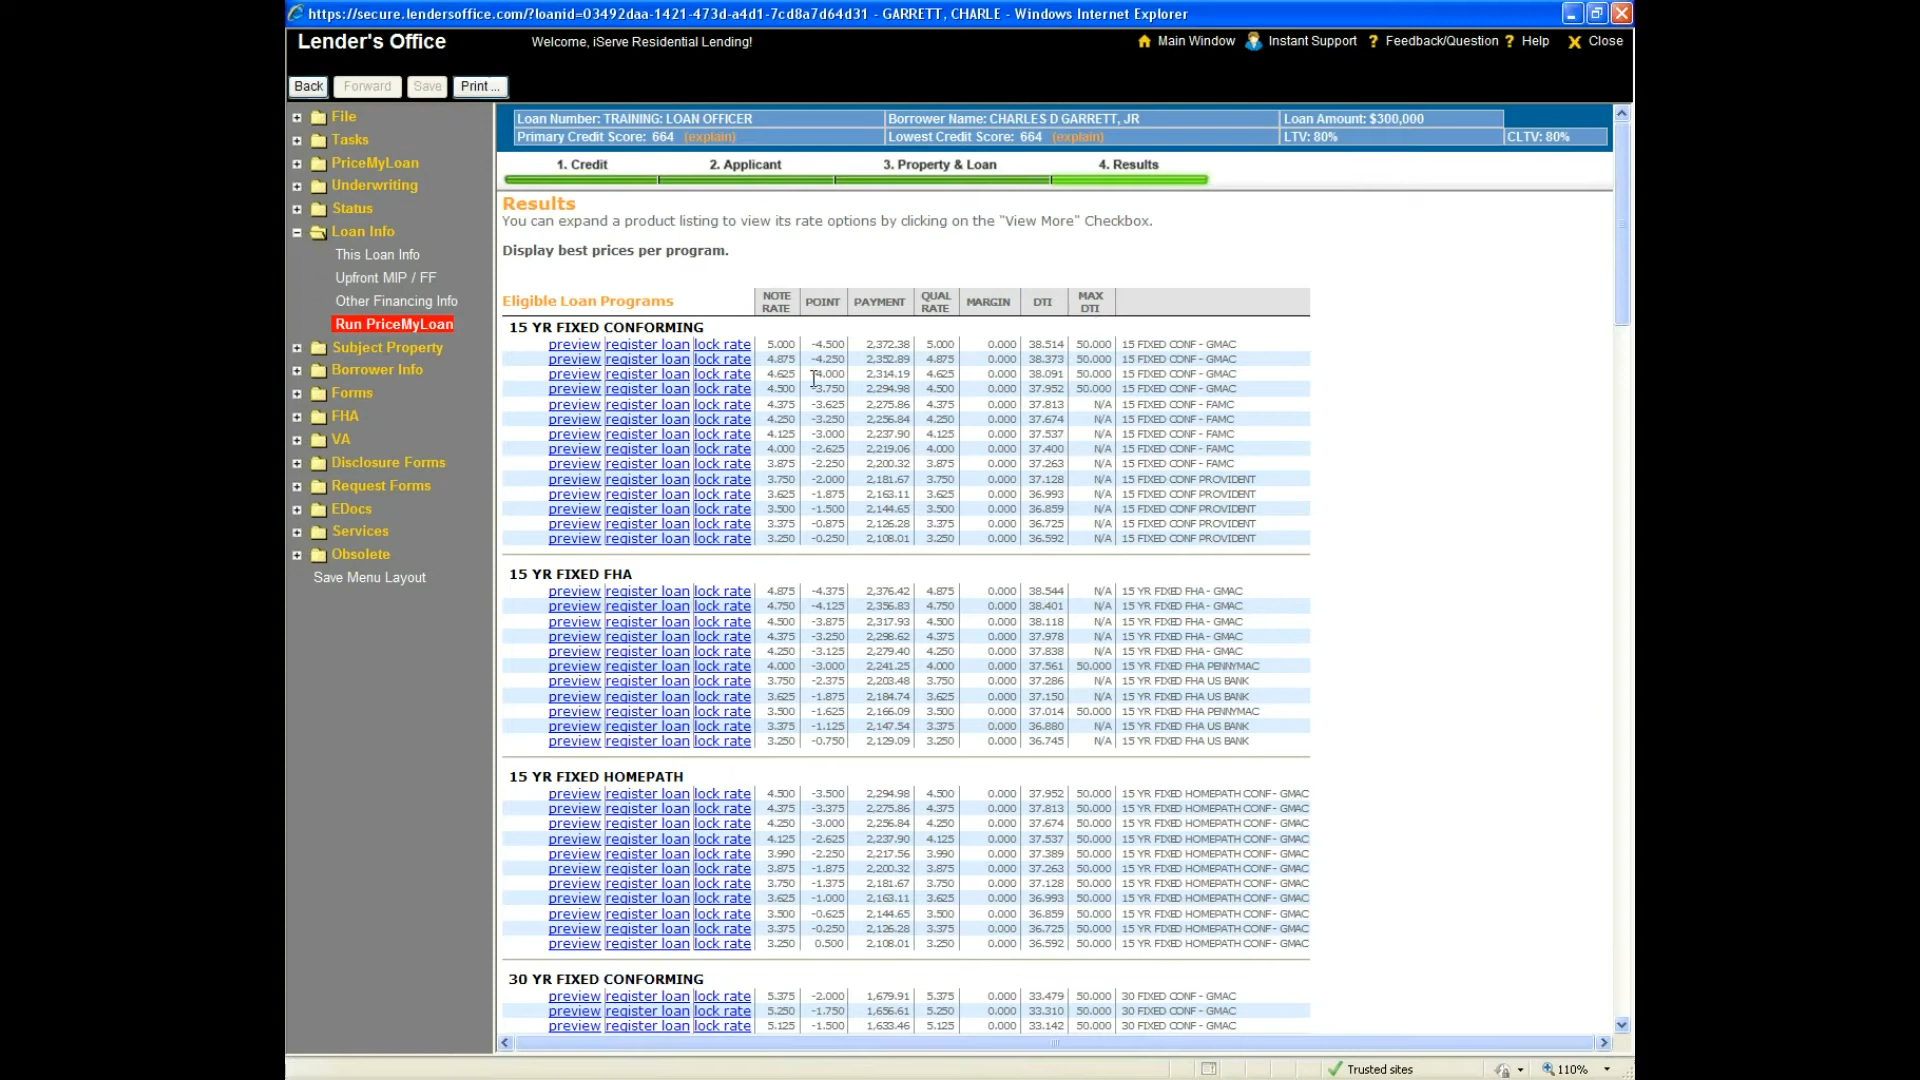 https://secure.lendersoffice.com/?loanid=03492daa-1421-473d-a4d1-7cd8a7d64d31 - GARRETT, CHARLE - Windows Internet Explorer
Lender's Office Welcome, iServe Residential Lending! Main Window Instant Support ? Feedback/Question ? Help X Close
Back Forward Save Print ...
File
Tasks
PriceMyLoan
Underwriting
Status
Loan Info
This Loan Info
Upfront MIP / FF
Other Financing Info
Run PriceMyLoan
Subject Property
Borrower Info
Forms
FHA
VA
Disclosure Forms
Request Forms
EDocs
Services
Obsolete
Save Menu Layout
Loan Number: TRAINING: LOAN OFFICER Borrower Name: CHARLES D GARRETT, JR Loan Amount: $300,000
Primary Credit Score: 664 (explain) Lowest Credit Score: 664 (explain) LTV: 80% CLTV: 80%
1. Credit 2. Applicant 3. Property & Loan 4. Results
Results
You can expand a product listing to view its rate options by clicking on the "View More" Checkbox.
Display best prices per program.
Eligible Loan Programs NOTE RATE POINT PAYMENT QUAL RATE MARGIN DTI MAX DTI
15 YR FIXED CONFORMING
preview register loan lock rate 5.000 -4.500 2,372.38 5.000 0.000 38.514 50.000 15 FIXED CONF - GMAC
preview register loan lock rate 4.875 -4.250 2,352.89 4.875 0.000 38.373 50.000 15 FIXED CONF - GMAC
preview register loan lock rate 4.625 -4.000 2,314.19 4.625 0.000 38.091 50.000 15 FIXED CONF - GMAC
preview register loan lock rate 4.500 -3.750 2,294.98 4.500 0.000 37.952 50.000 15 FIXED CONF - GMAC
preview register loan lock rate 4.375 -3.625 2,275.86 4.375 0.000 37.813 N/A 15 FIXED CONF - FAMC
preview register loan lock rate 4.250 -3.250 2,256.84 4.250 0.000 37.674 N/A 15 FIXED CONF - FAMC
preview register loan lock rate 4.125 -3.000 2,237.90 4.125 0.000 37.537 N/A 15 FIXED CONF - FAMC
preview register loan lock rate 4.000 -2.625 2,219.06 4.000 0.000 37.400 N/A 15 FIXED CONF - FAMC
preview register loan lock rate 3.875 -2.250 2,200.32 3.875 0.000 37.263 N/A 15 FIXED CONF - FAMC
preview register loan lock rate 3.750 -2.000 2,181.67 3.750 0.000 37.128 N/A 15 FIXED CONF PROVIDENT
preview register loan lock rate 3.625 -1.875 2,163.11 3.625 0.000 36.993 N/A 15 FIXED CONF PROVIDENT
preview register loan lock rate 3.500 -1.500 2,144.65 3.500 0.000 36.859 N/A 15 FIXED CONF PROVIDENT
preview register loan lock rate 3.375 -0.875 2,126.28 3.375 0.000 36.725 N/A 15 FIXED CONF PROVIDENT
preview register loan lock rate 3.250 -0.250 2,108.01 3.250 0.000 36.592 N/A 15 FIXED CONF PROVIDENT
15 YR FIXED FHA
preview register loan lock rate 4.875 -4.375 2,376.42 4.875 0.000 38.544 N/A 15 YR FIXED FHA - GMAC
preview register loan lock rate 4.750 -4.125 2,356.83 4.750 0.000 38.401 N/A 15 YR FIXED FHA - GMAC
preview register loan lock rate 4.500 -3.875 2,317.93 4.500 0.000 38.118 N/A 15 YR FIXED FHA - GMAC
preview register loan lock rate 4.375 -3.250 2,298.62 4.375 0.000 37.978 N/A 15 YR FIXED FHA - GMAC
preview register loan lock rate 4.250 -3.125 2,279.40 4.250 0.000 37.838 N/A 15 YR FIXED FHA - GMAC
preview register loan lock rate 4.000 -3.000 2,241.25 4.000 0.000 37.561 50.000 15 YR FIXED FHA PENNYMAC
preview register loan lock rate 3.750 -2.375 2,203.48 3.750 0.000 37.286 N/A 15 YR FIXED FHA US BANK
preview register loan lock rate 3.625 -1.875 2,184.74 3.625 0.000 37.150 N/A 15 YR FIXED FHA US BANK
preview register loan lock rate 3.500 -1.625 2,166.09 3.500 0.000 37.014 50.000 15 YR FIXED FHA PENNYMAC
preview register loan lock rate 3.375 -1.125 2,147.54 3.375 0.000 36.880 N/A 15 YR FIXED FHA US BANK
preview register loan lock rate 3.250 -0.750 2,129.09 3.250 0.000 36.745 N/A 15 YR FIXED FHA US BANK
15 YR FIXED HOMEPATH
preview register loan lock rate 4.500 -3.500 2,294.98 4.500 0.000 37.952 50.000 15 YR FIXED HOMEPATH CONF - GMAC
preview register loan lock rate 4.375 -3.375 2,275.86 4.375 0.000 37.813 50.000 15 YR FIXED HOMEPATH CONF - GMAC
preview register loan lock rate 4.250 -3.000 2,256.84 4.250 0.000 37.674 50.000 15 YR FIXED HOMEPATH CONF - GMAC
preview register loan lock rate 4.125 -2.625 2,237.90 4.125 0.000 37.537 50.000 15 YR FIXED HOMEPATH CONF - GMAC
preview register loan lock rate 3.990 -2.250 2,217.56 3.990 0.000 37.389 50.000 15 YR FIXED HOMEPATH CONF - GMAC
preview register loan lock rate 3.875 -1.875 2,200.32 3.875 0.000 37.263 50.000 15 YR FIXED HOMEPATH CONF - GMAC
preview register loan lock rate 3.750 -1.375 2,181.67 3.750 0.000 37.128 50.000 15 YR FIXED HOMEPATH CONF - GMAC
preview register loan lock rate 3.625 -1.000 2,163.11 3.625 0.000 36.993 50.000 15 YR FIXED HOMEPATH CONF - GMAC
preview register loan lock rate 3.500 -0.625 2,144.65 3.500 0.000 36.859 50.000 15 YR FIXED HOMEPATH CONF - GMAC
preview register loan lock rate 3.375 -0.250 2,126.28 3.375 0.000 36.725 50.000 15 YR FIXED HOMEPATH CONF - GMAC
preview register loan lock rate 3.250 0.500 2,108.01 3.250 0.000 36.592 50.000 15 YR FIXED HOMEPATH CONF - GMAC
30 YR FIXED CONFORMING
preview register loan lock rate 5.375 -2.000 1,679.91 5.375 0.000 33.479 50.000 30 FIXED CONF - GMAC
preview register loan lock rate 5.250 -1.750 1,656.61 5.250 0.000 33.310 50.000 30 FIXED CONF - GMAC
preview register loan lock rate 5.125 -1.500 1,633.46 5.125 0.000 33.142 50.000 30 FIXED CONF - GMAC
Trusted sites 110%